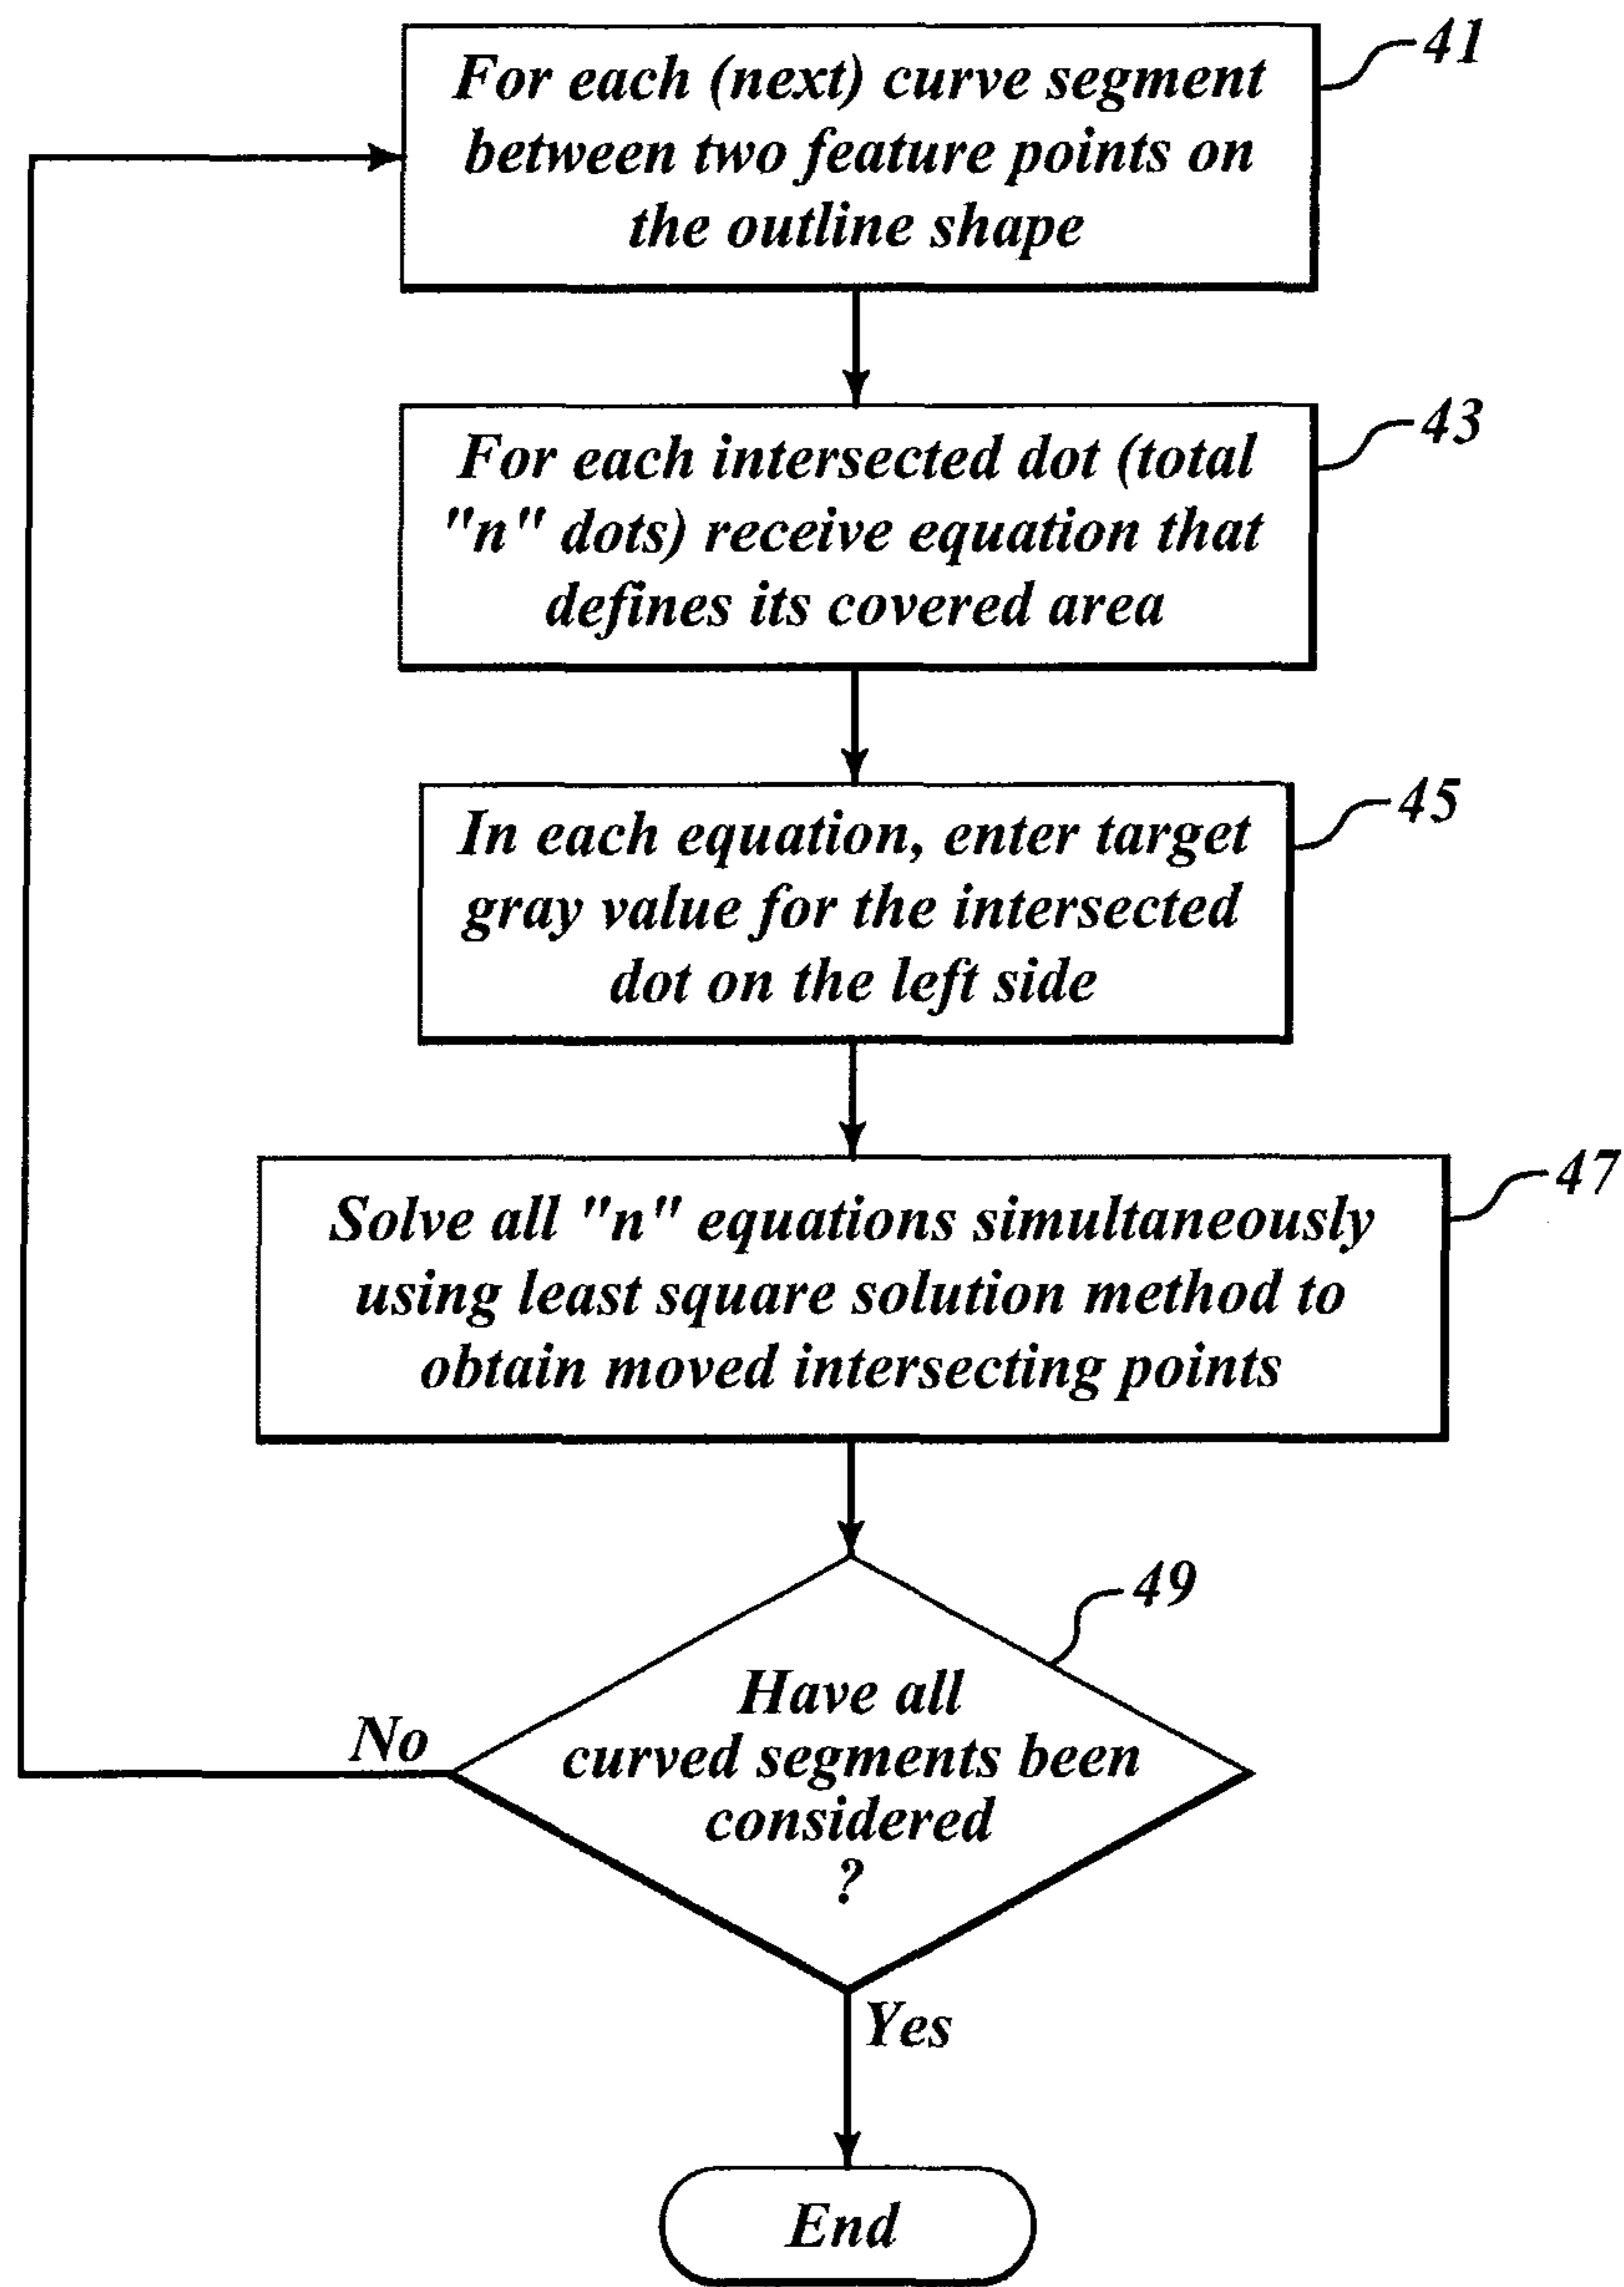 41
For each (next) curve segment
between two feature points on
the outline shape
43
For each intersected dot (total
"n" dots) receive equation that
defines its covered area
45
In each equation, enter target
gray value for the intersected
dot on the left side
47
Solve all "n" equations simultaneously
using least square solution method to
obtain moved intersecting points
49
Have all
curved segments been
considered
?
No
Yes
End